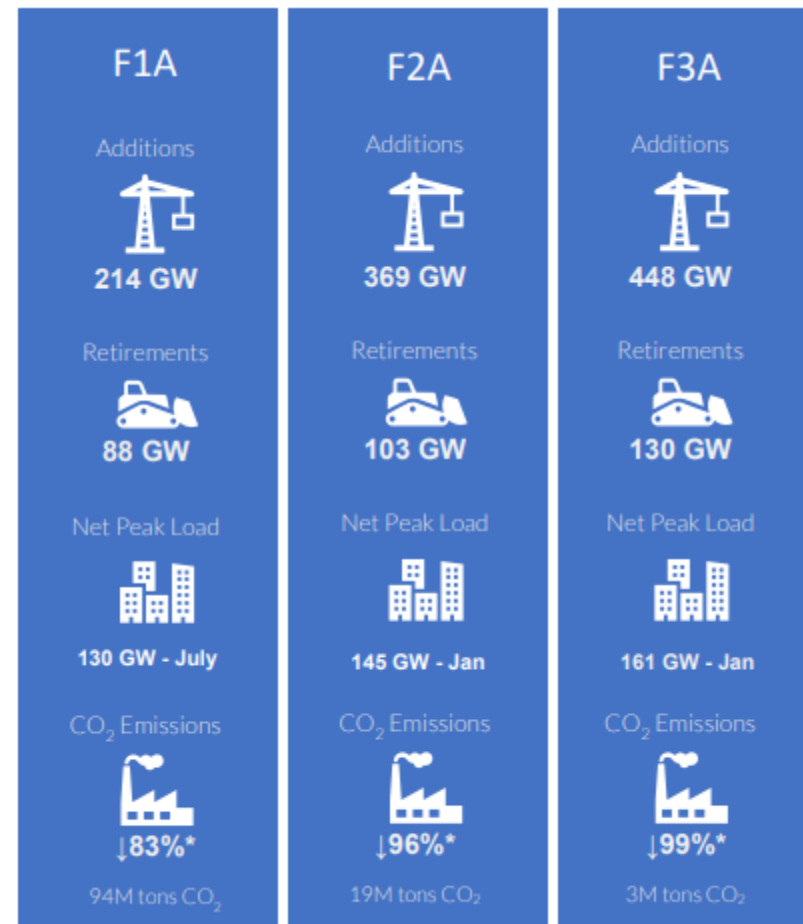 F1A
Additions
214 GW
Retirements
88 GW
Net Peak Load
130 GW - July
CO₂ Emissions
↓83%*
94M tons CO₂
F2A
Additions
369 GW
Retirements
103 GW
Net Peak Load
145 GW - Jan
CO₂ Emissions
↓96%*
19M tons CO₂
F3A
Additions
448 GW
Retirements
130 GW
Net Peak Load
161 GW - Jan
CO₂ Emissions
↓99%*
3M tons CO₂